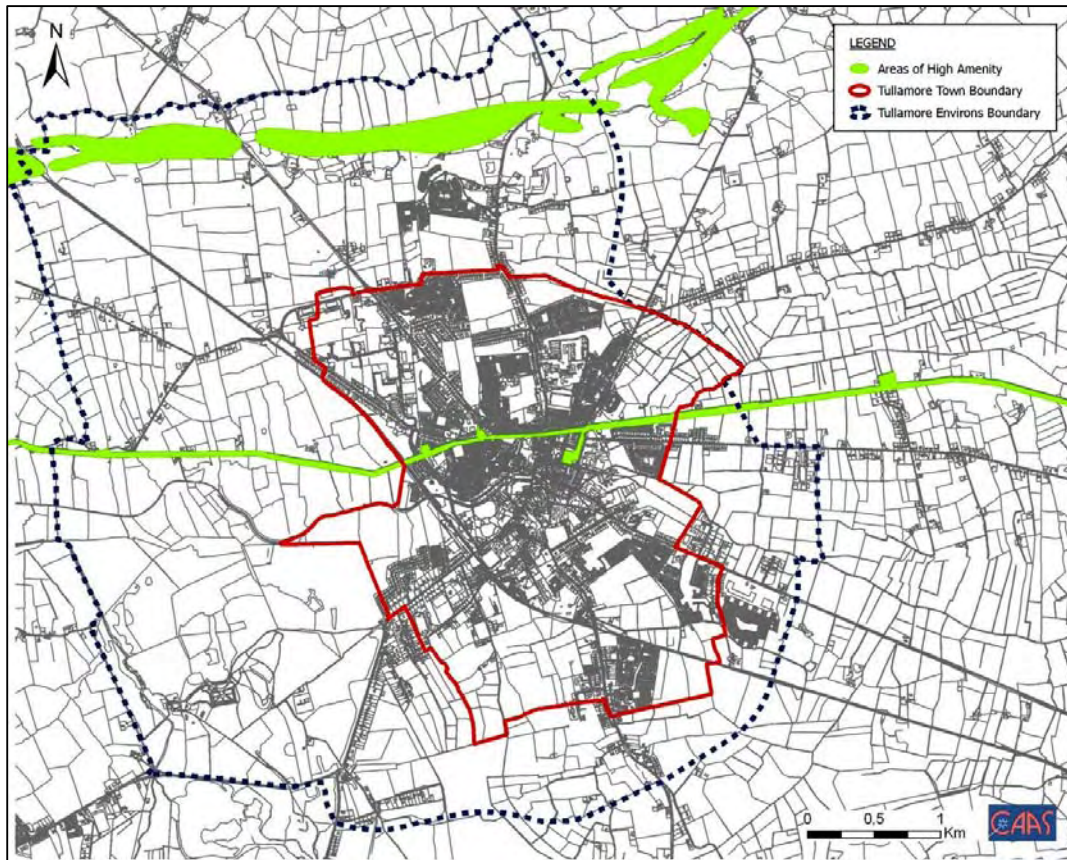 N
LEGEND
Areas of High Amenity
Tullamore Town Boundary
Tullamore Environs Boundary
0 0,5 1
Km
CAAS